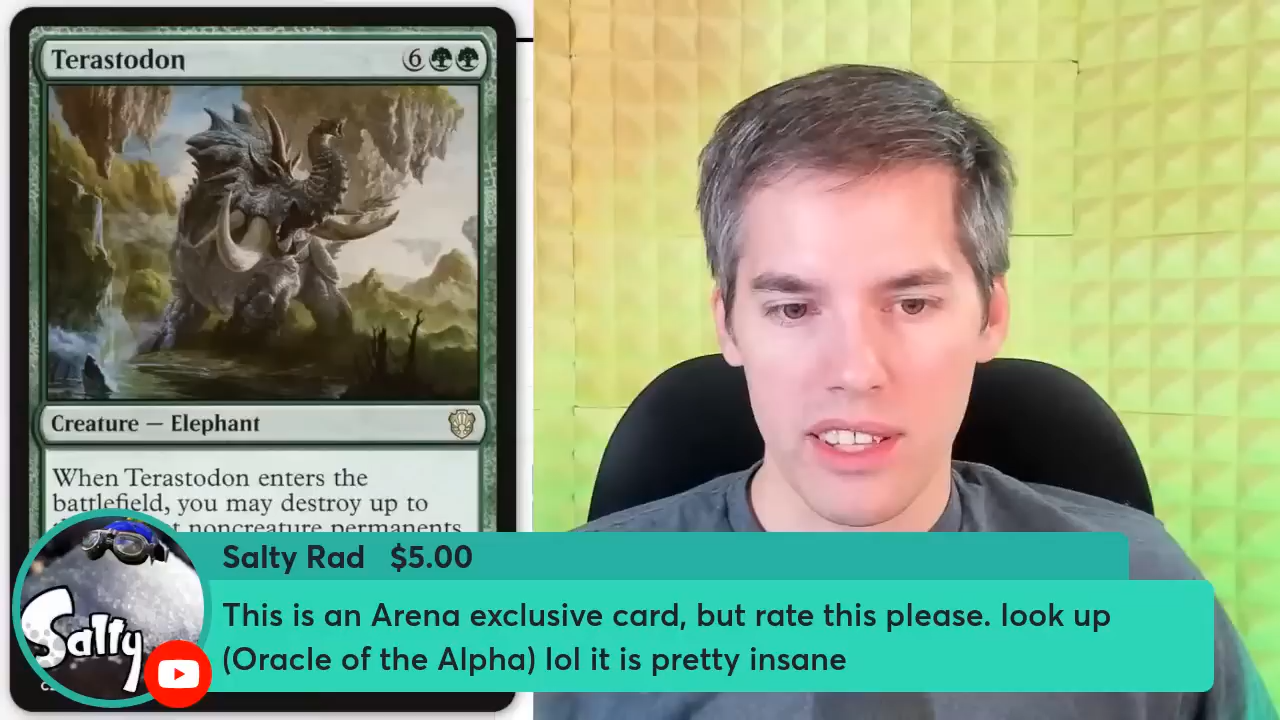 Terastodon 6
Creature — Elephant
When Terastodon enters the
battlefield, you may destroy up to
noncreature permanents
Salty Rad $5.00
This is an Arena exclusive card, but rate this please. look up
(Oracle of the Alpha) lol it is pretty insane
Salty